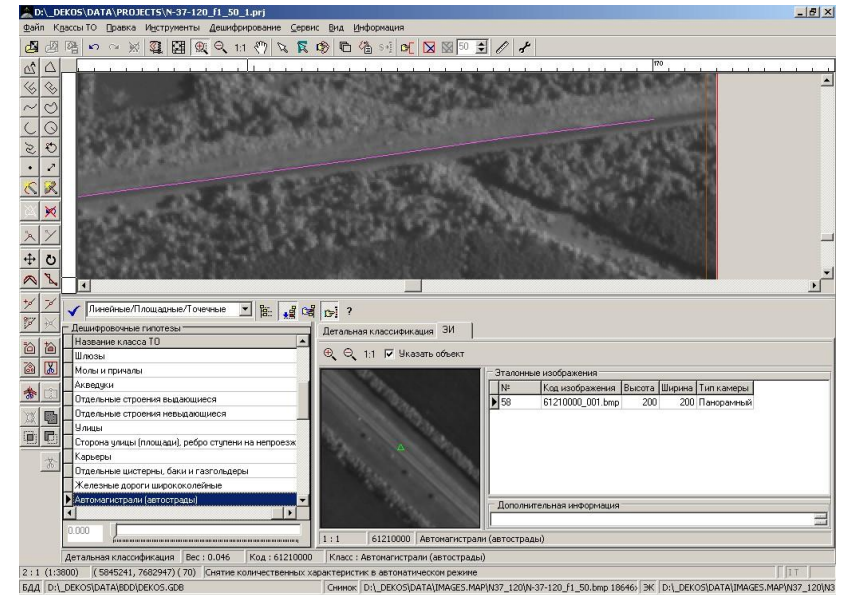 D:\_DEKOS\DATA\PROJECTS\N-37-120_f1_50_1.prj
Файл Классы ТО Правка Инструменты Дешифрирование Сервис Вид Информация
1:1 50
170
Линейные/Площадные/Точечные ?
Дешифровочные гипотезы
Название класса ТО
Шлюзы
Молы и причалы
Акведуки
Отдельные строения выдающиеся
Отдельные строения невыдающиеся
Улицы
Сторона улицы (площади), ребро ступени на непроезж
Карьеры
Отдельные цистерны, баки и газгольдеры
Железные дороги ширококолейные
Автомагистрали (автострады)
0.000
Детальная классификация ЭИ
1:1 Указать объект
Эталонные изображения
№ Код изображения Высота Ширина Тип камеры
58 61210000_001.bmp 200 200 Панорамный
Дополнительная информация
1 : 1 61210000 Автомагистрали (автострады)
Детальная классификация Вес : 0.046 Код : 61210000 Класс : Автомагистрали (автострады)
2 : 1 (1:3800) (5845241, 7682947) ( 70) Снятие количественных характеристик в автоматическом режиме
БДД D:\_DEKOS\DATA\BDD\DEKOS.GDB Снимок D:\_DEKOS\DATA\IMAGES.MAP\N37_120\N-37-120_f1_50.bmp 18646 ЭК D:\_DEKOS\DATA\IMAGES.MAP\N37_120\N3